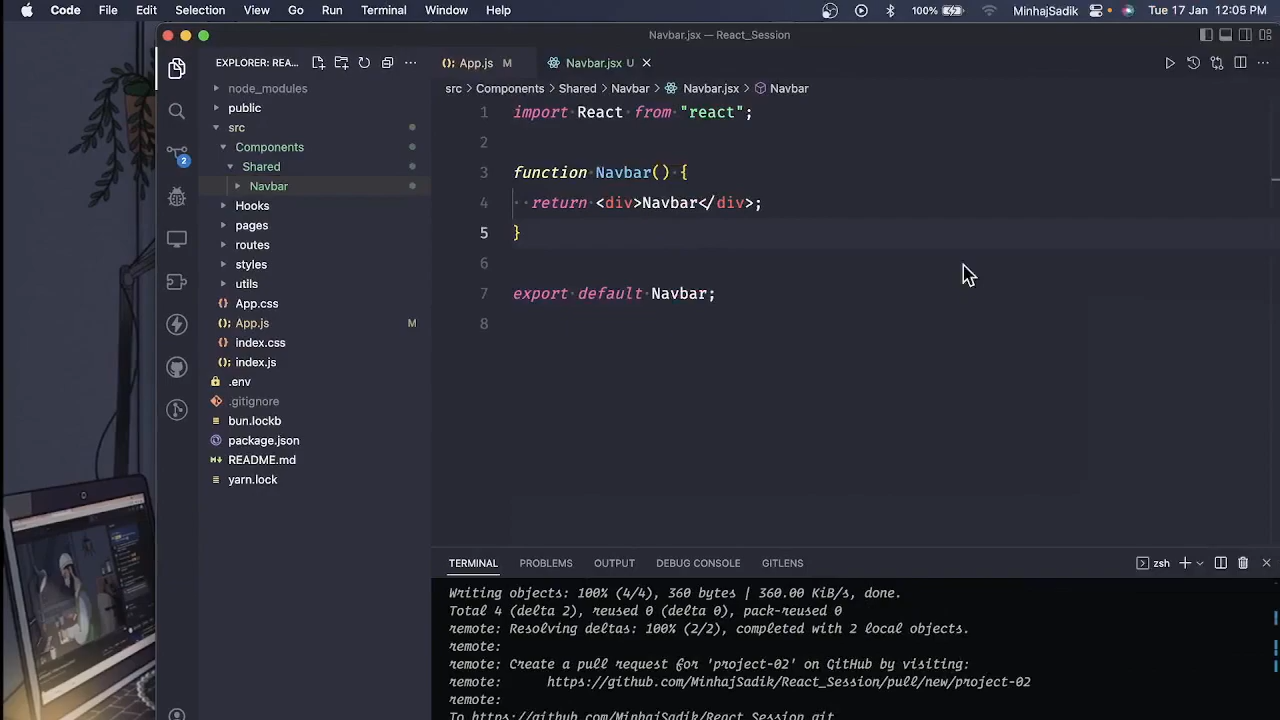 Code File Edit Selection View Go Run Terminal Window Help 100% MinhajSadik Tue 17 Jan 12:05 PM
Navbar.jsx — React_Session
EXPLORER: REA...
App.js M
Navbar.jsx U
src > Components > Shared > Navbar > Navbar.jsx > Navbar
node_modules
public
src
Components
Shared
Navbar
Hooks
pages
routes
styles
utils
App.css
App.js M
index.css
index.js
.env
.gitignore
bun.lockb
package.json
README.md
yarn.lock
2
1 import React from "react";
2
3 function Navbar() {
4 return <div>Navbar</div>;
5 }
6
7 export default Navbar;
8
TERMINAL PROBLEMS OUTPUT DEBUG CONSOLE GITLENS zsh
Writing objects: 100% (4/4), 360 bytes | 360.00 KiB/s, done.
Total 4 (delta 2), reused 0 (delta 0), pack-reused 0
remote: Resolving deltas: 100% (2/2), completed with 2 local objects.
remote:
remote: Create a pull request for 'project-02' on GitHub by visiting:
remote: https://github.com/MinhajSadik/React_Session/pull/new/project-02
remote:
To https://github.com/MinhajSadik/React_Session.git